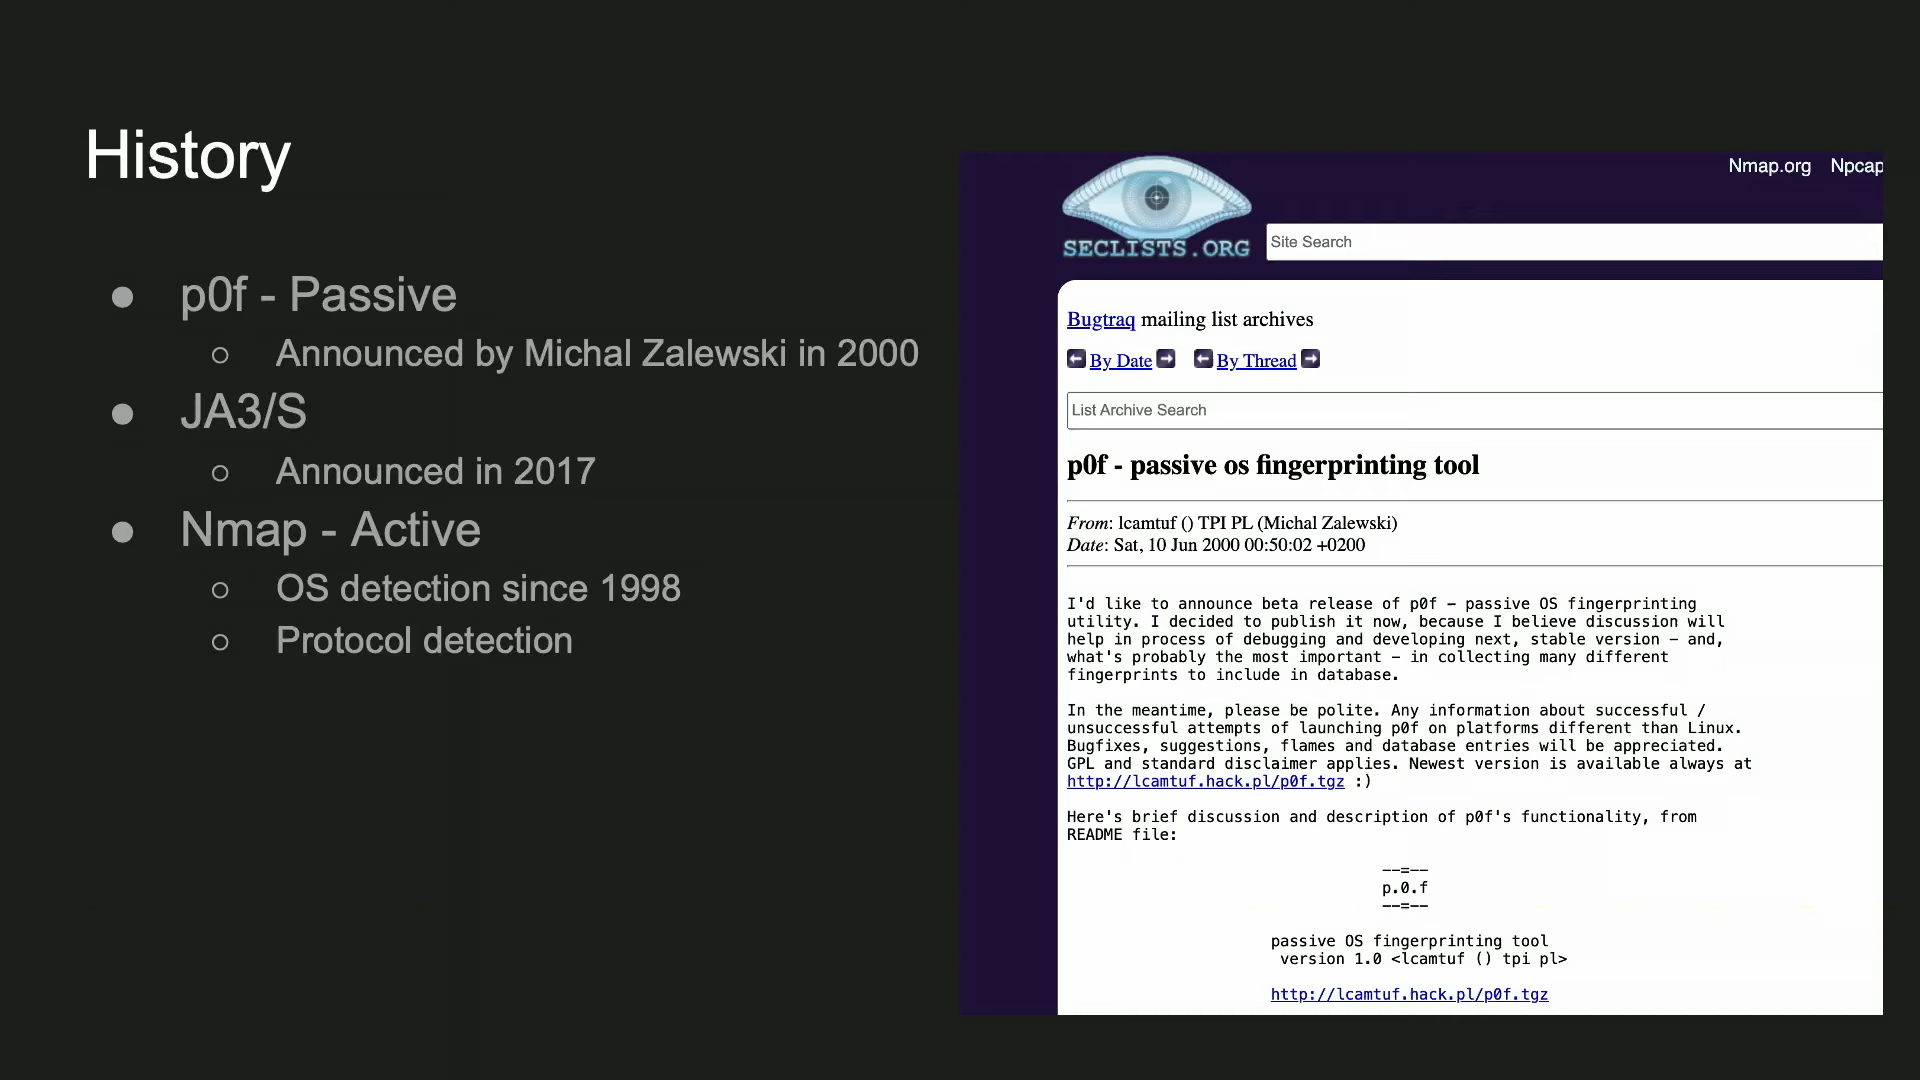 History
● p0f - Passive
○ Announced by Michal Zalewski in 2000
● JA3/S
○ Announced in 2017
● Nmap - Active
○ OS detection since 1998
○ Protocol detection
Nmap.org Npcap
SECLISTS.ORG
Site Search
Bugtraq mailing list archives
By Date By Thread
List Archive Search
p0f - passive os fingerprinting tool
From: lcamtuf () TPI PL (Michal Zalewski)
Date: Sat, 10 Jun 2000 00:50:02 +0200
I'd like to announce beta release of p0f – passive OS fingerprinting
utility. I decided to publish it now, because I believe discussion will
help in process of debugging and developing next, stable version – and,
what's probably the most important – in collecting many different
fingerprints to include in database.
In the meantime, please be polite. Any information about successful /
unsuccessful attempts of launching p0f on platforms different than Linux.
Bugfixes, suggestions, flames and database entries will be appreciated.
GPL and standard disclaimer applies. Newest version is available always at
http://lcamtuf.hack.pl/p0f.tgz :)
Here's brief discussion and description of p0f's functionality, from
README file:
--=--
p.0.f
--=--
passive OS fingerprinting tool
version 1.0 <lcamtuf () tpi pl>
http://lcamtuf.hack.pl/p0f.tgz